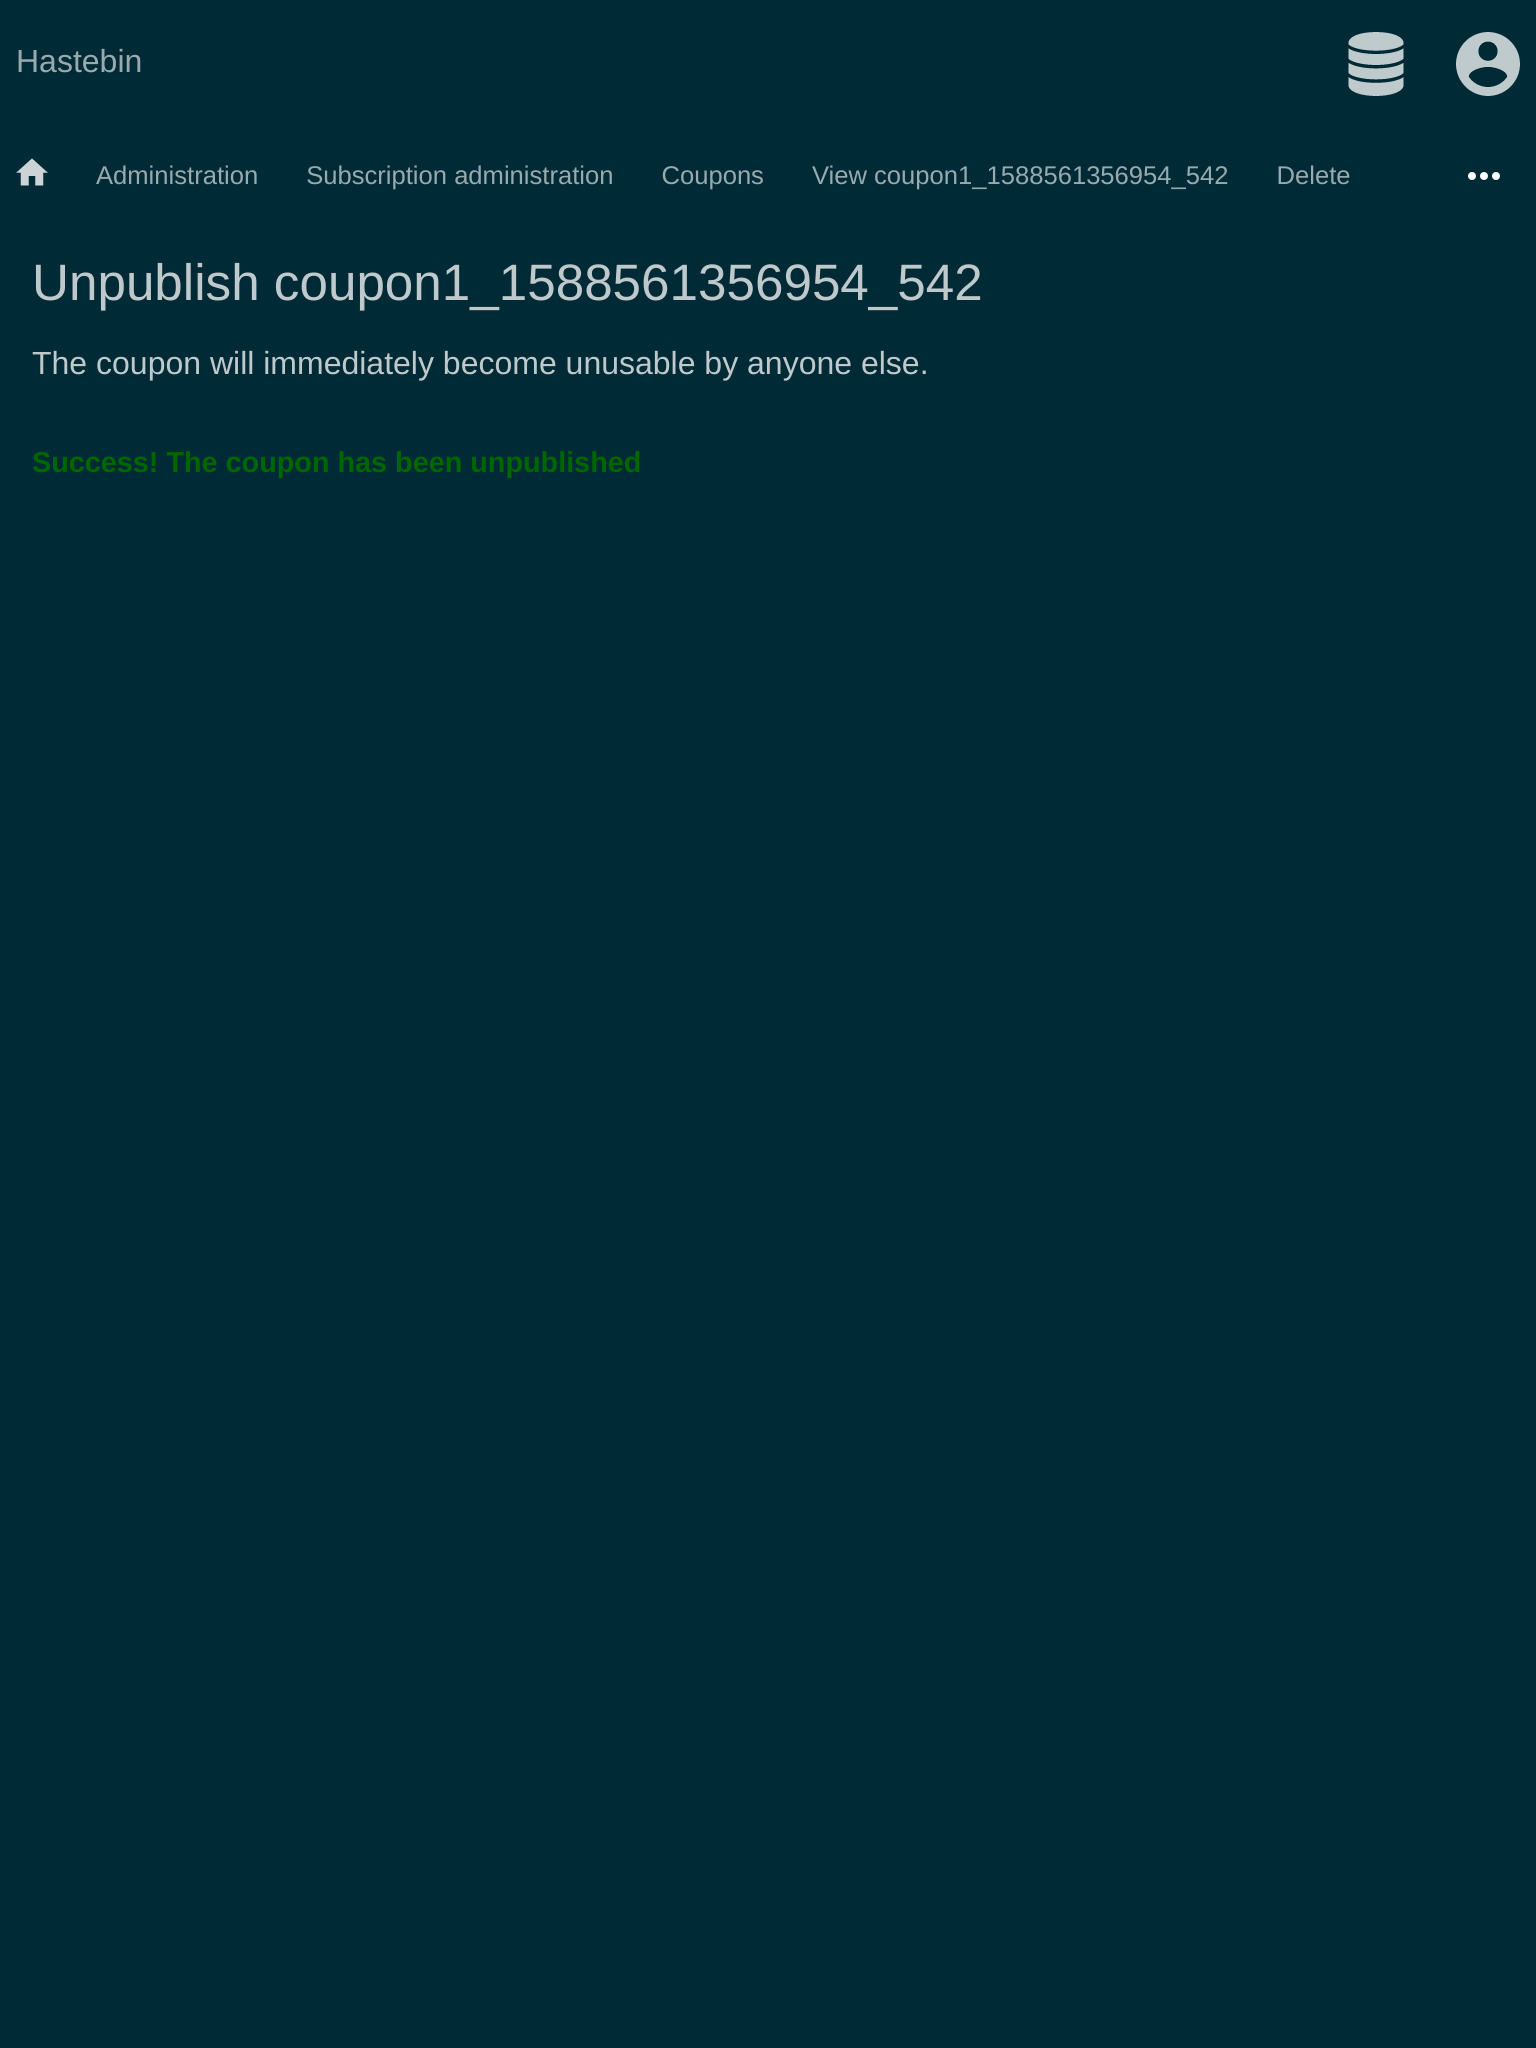 Hastebin
Administration Subscription administration Coupons View coupon1_1588561356954_542 Delete
Unpublish coupon1_1588561356954_542
The coupon will immediately become unusable by anyone else.
Success! The coupon has been unpublished